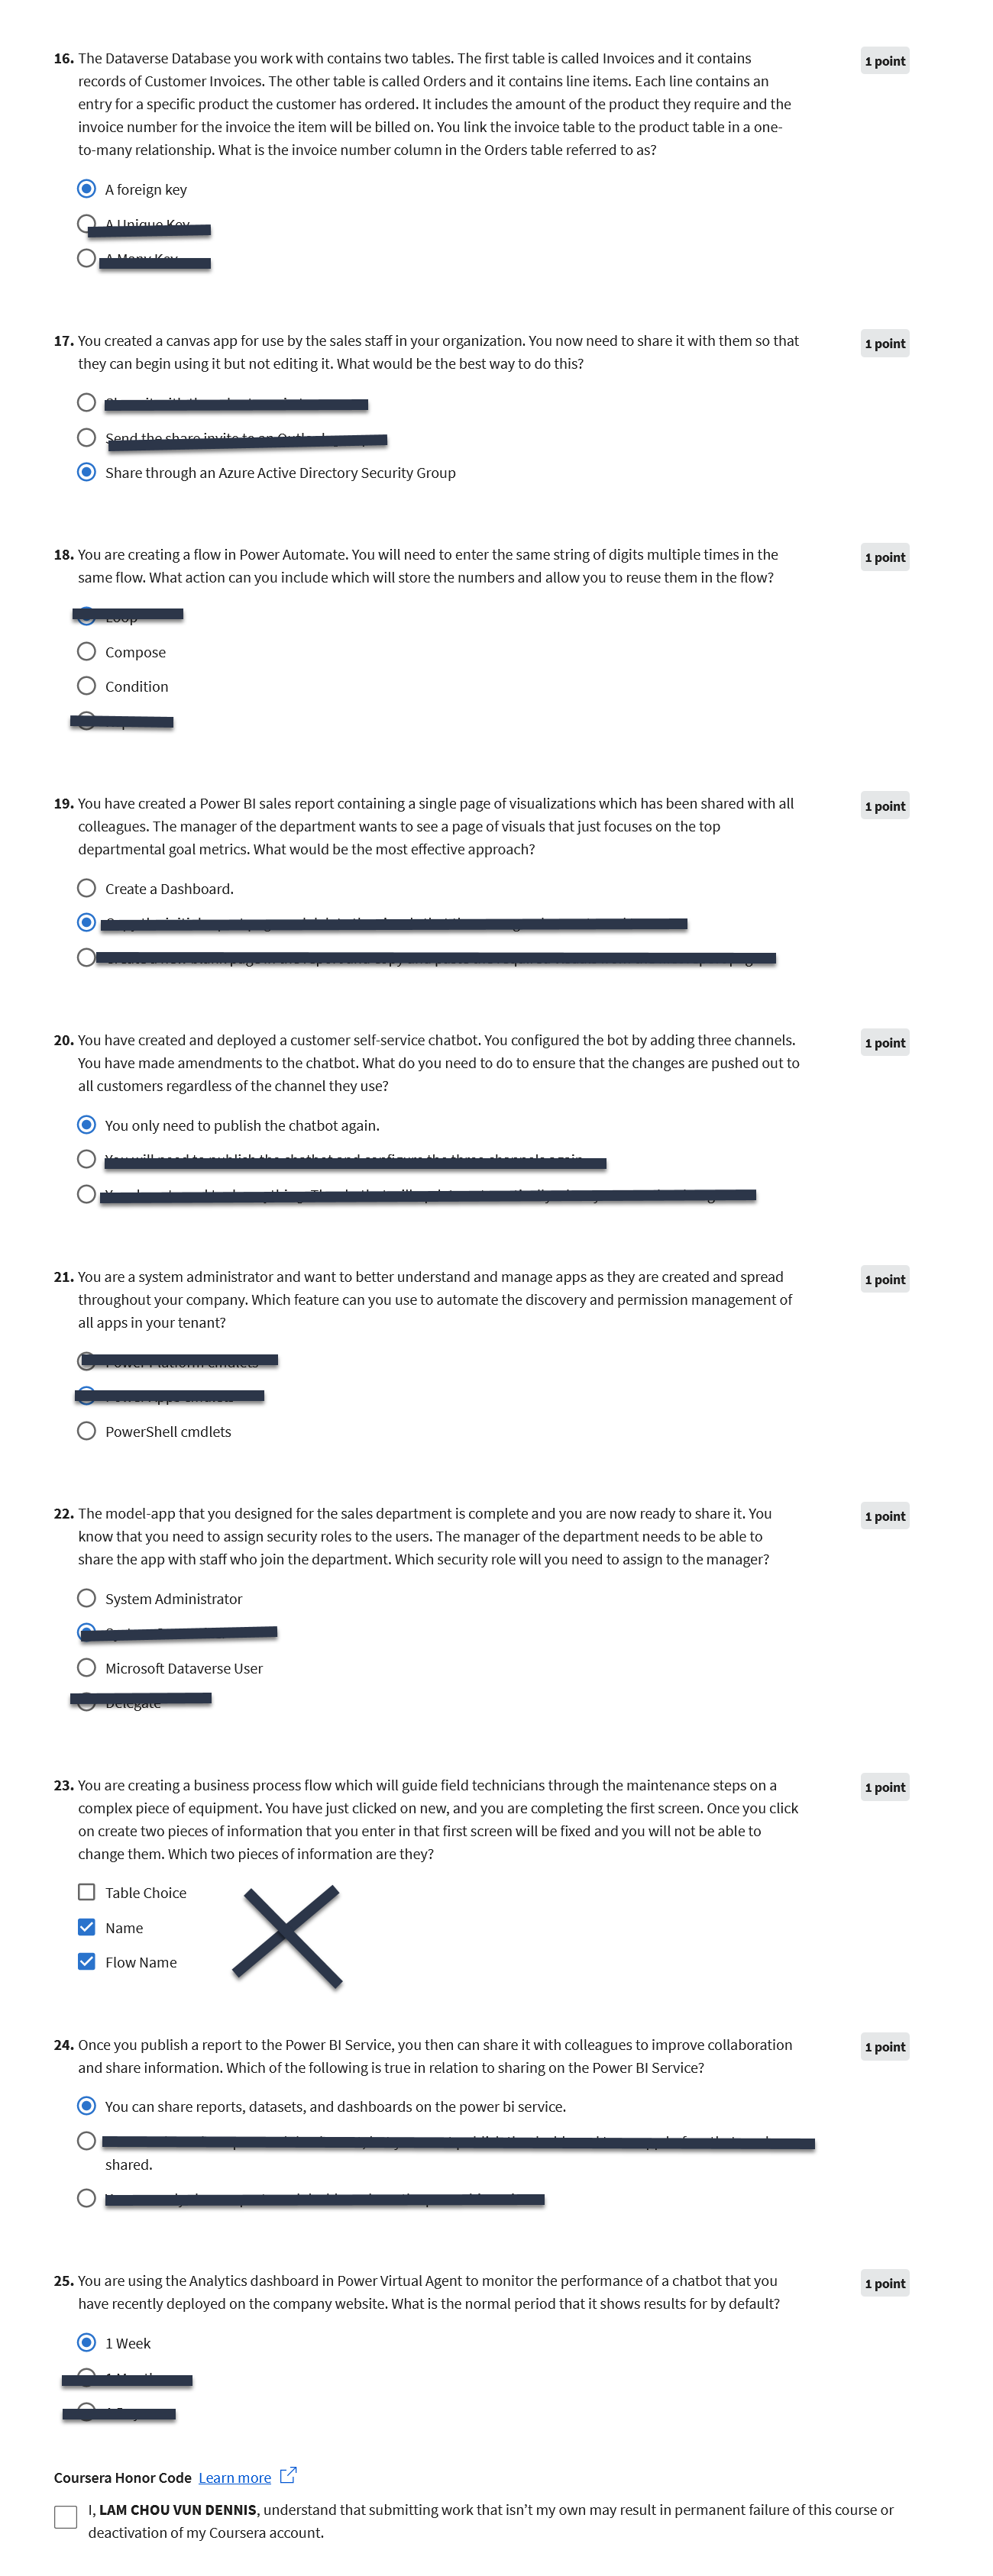 16. The Dataverse Database you work with contains two tables. The first table is called Invoices and it contains
1 point
records of Customer Invoices. The other table is called Orders and it contains line items. Each line contains an
entry for a specific product the customer has ordered. It includes the amount of the product they require and the
invoice number for the invoice the item will be billed on. You link the invoice table to the product table in a one-
to-many relationship. What is the invoice number column in the Orders table referred to as?
A foreign key
A Unique Key
A Many Key
17. You created a canvas app for use by the sales staff in your organization. You now need to share it with them so that
1 point
they can begin using it but not editing it. What would be the best way to do this?
Send the share invite to an
Share through an Azure Active Directory Security Group
18. You are creating a flow in Power Automate. You will need to enter the same string of digits multiple times in the
1 point
same flow. What action can you include which will store the numbers and allow you to reuse them in the flow?
Loop
Compose
Condition
19. You have created a Power BI sales report containing a single page of visualizations which has been shared with all
1 point
colleagues. The manager of the department wants to see a page of visuals that just focuses on the top
departmental goal metrics. What would be the most effective approach?
Create a Dashboard.
20. You have created and deployed a customer self-service chatbot. You configured the bot by adding three channels.
1 point
You have made amendments to the chatbot. What do you need to do to ensure that the changes are pushed out to
all customers regardless of the channel they use?
You only need to publish the chatbot again.
21. You are a system administrator and want to better understand and manage apps as they are created and spread
1 point
throughout your company. Which feature can you use to automate the discovery and permission management of
all apps in your tenant?
PowerShell cmdlets
22. The model-app that you designed for the sales department is complete and you are now ready to share it. You
1 point
know that you need to assign security roles to the users. The manager of the department needs to be able to
share the app with staff who join the department. Which security role will you need to assign to the manager?
System Administrator
Microsoft Dataverse User
Delegate
23. You are creating a business process flow which will guide field technicians through the maintenance steps on a
1 point
complex piece of equipment. You have just clicked on new, and you are completing the first screen. Once you click
on create two pieces of information that you enter in that first screen will be fixed and you will not be able to
change them. Which two pieces of information are they?
Table Choice
Name
Flow Name
24. Once you publish a report to the Power BI Service, you then can share it with colleagues to improve collaboration
1 point
and share information. Which of the following is true in relation to sharing on the Power BI Service?
You can share reports, datasets, and dashboards on the power bi service.
shared.
25. You are using the Analytics dashboard in Power Virtual Agent to monitor the performance of a chatbot that you
1 point
have recently deployed on the company website. What is the normal period that it shows results for by default?
1 Week
Coursera Honor Code Learn more
I, LAM CHOU VUN DENNIS, understand that submitting work that isn't my own may result in permanent failure of this course or
deactivation of my Coursera account.